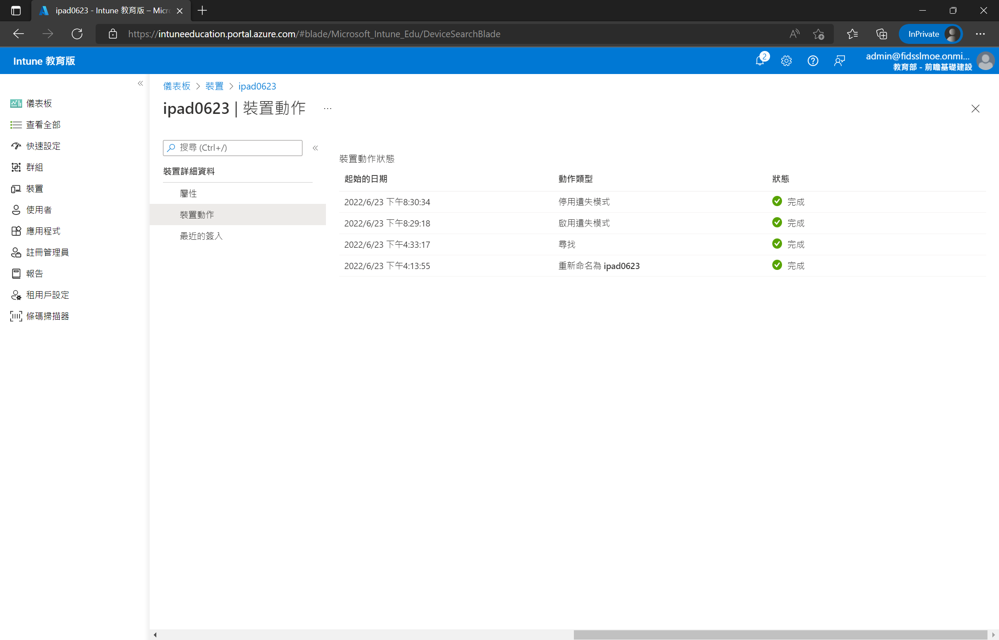 ipad0623 - Intune 教育版 – Micr
https://intuneeducation.portal.azure.com/#blade/Microsoft_Intune_Edu/DeviceSearchBlade
InPrivate
Intune 教育版
2
admin@fidsslmoe.onmi...
教育部 - 前瞻基礎建設
儀表板
查看全部
快速設定
群組
裝置
使用者
應用程式
註冊管理員
報告
租用戶設定
條碼掃描器
儀表板 > 裝置 > ipad0623
ipad0623 | 裝置動作 ...
搜尋 (Ctrl+/)
裝置詳細資料
屬性
裝置動作
最近的簽入
裝置動作狀態
起始的日期 動作類型 狀態
2022/6/23 下午8:30:34 停用遺失模式 完成
2022/6/23 下午8:29:18 啟用遺失模式 完成
2022/6/23 下午4:33:17 尋找 完成
2022/6/23 下午4:13:55 重新命名為 ipad0623 完成